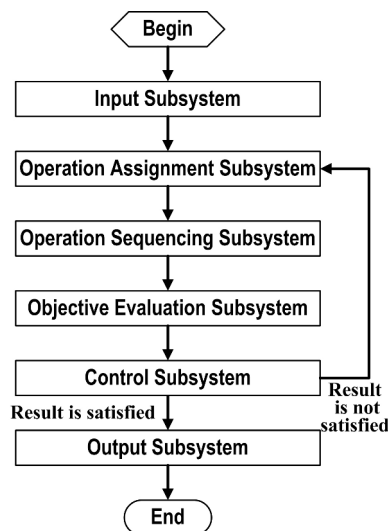 Begin
Input Subsystem
Operation Assignment Subsystem
Operation Sequencing Subsystem
Objective Evaluation Subsystem
Control Subsystem
Result is satisfied
Result
is not
satisfied
Output Subsystem
End